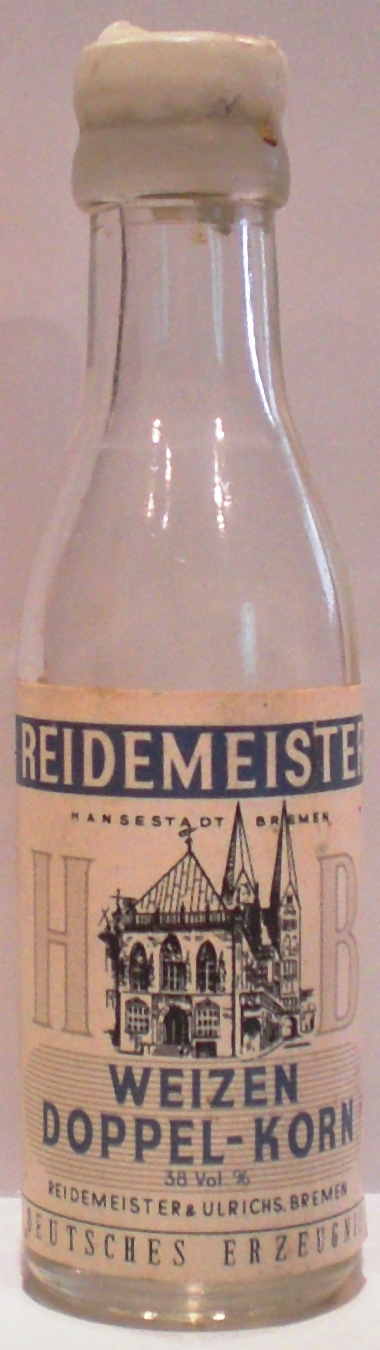 REIDEMEISTER
HANSESTADT BREMEN
H B
WEIZEN
DOPPEL-KORN
38 Vol. %
REIDEMEISTER & ULRICHS, BREMEN
DEUTSCHES ERZEUGNIS